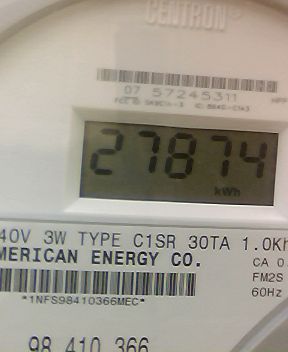 CENTRON®
07 57245311
27874
kWh
40V 3W TYPE C1SR 30TA 1.0Kh
MERICAN ENERGY CO.
CA 0.
FM2S
*1NFS98410366MEC*
60Hz
98 410 366